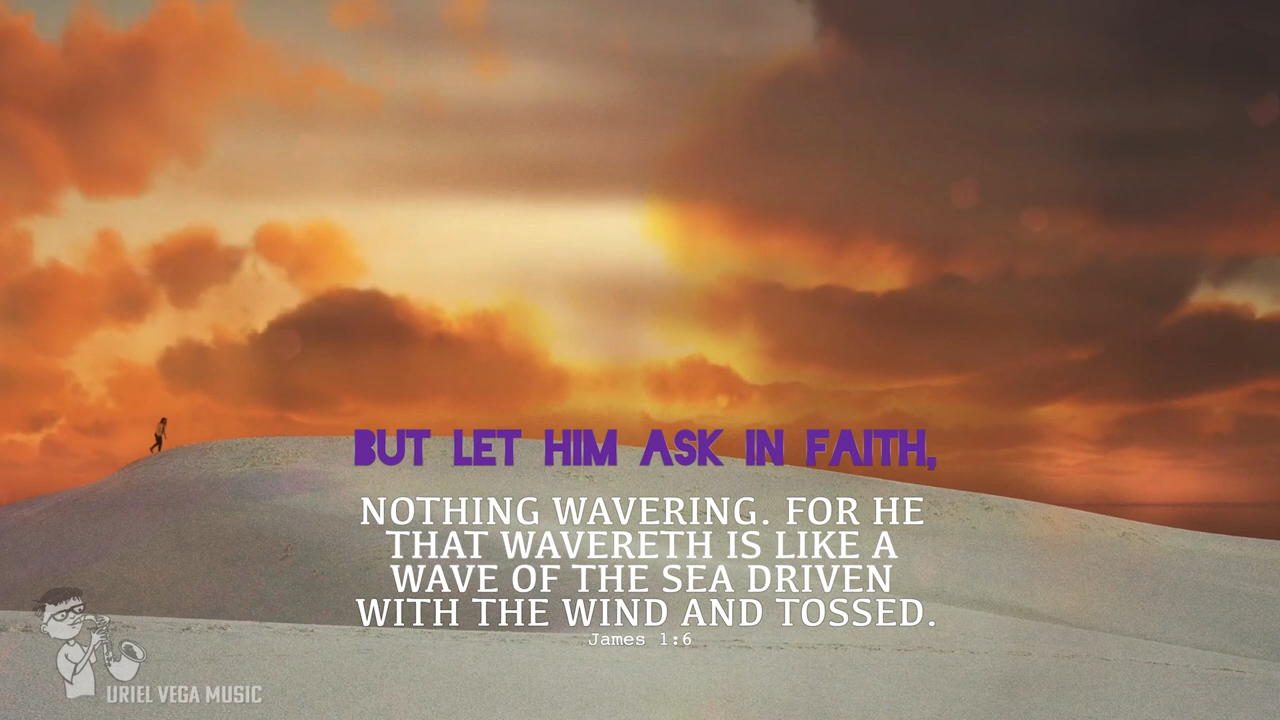 BUT LET HIM ASK IN FAITH,
NOTHING WAVERING. FOR HE
THAT WAVERETH IS LIKE A
WAVE OF THE SEA DRIVEN
WITH THE WIND AND TOSSED.
James 1:6
URIEL VEGA MUSIC